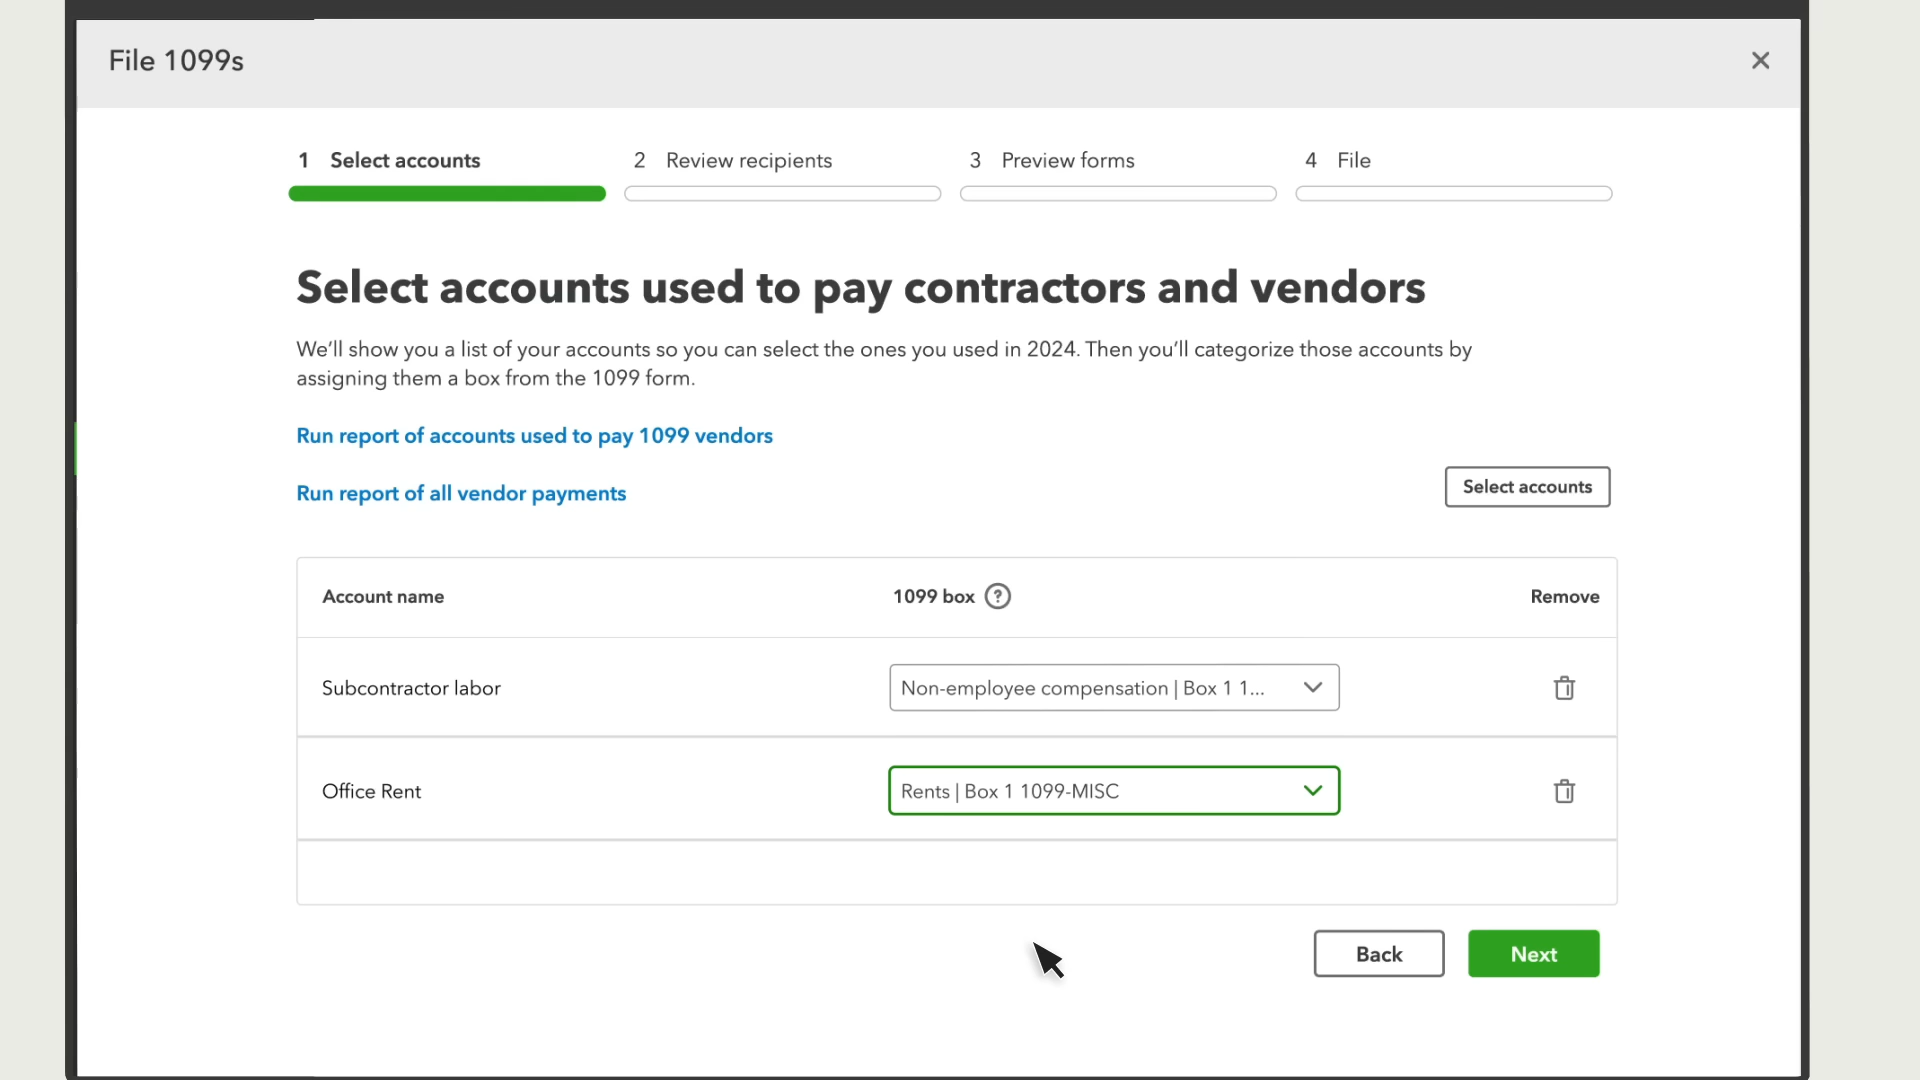 File 1099s
1 Select accounts
2 Review recipients
3 Preview forms
4 File
Select accounts used to pay contractors and vendors
We'll show you a list of your accounts so you can select the ones you used in 2024. Then you'll categorize those accounts by
assigning them a box from the 1099 form.
Run report of accounts used to pay 1099 vendors
Run report of all vendor payments
Select accounts
Account name
1099 box ?
Remove
Subcontractor labor
Non-employee compensation | Box 1 1...
Office Rent
Rents | Box 1 1099-MISC
Back
Next